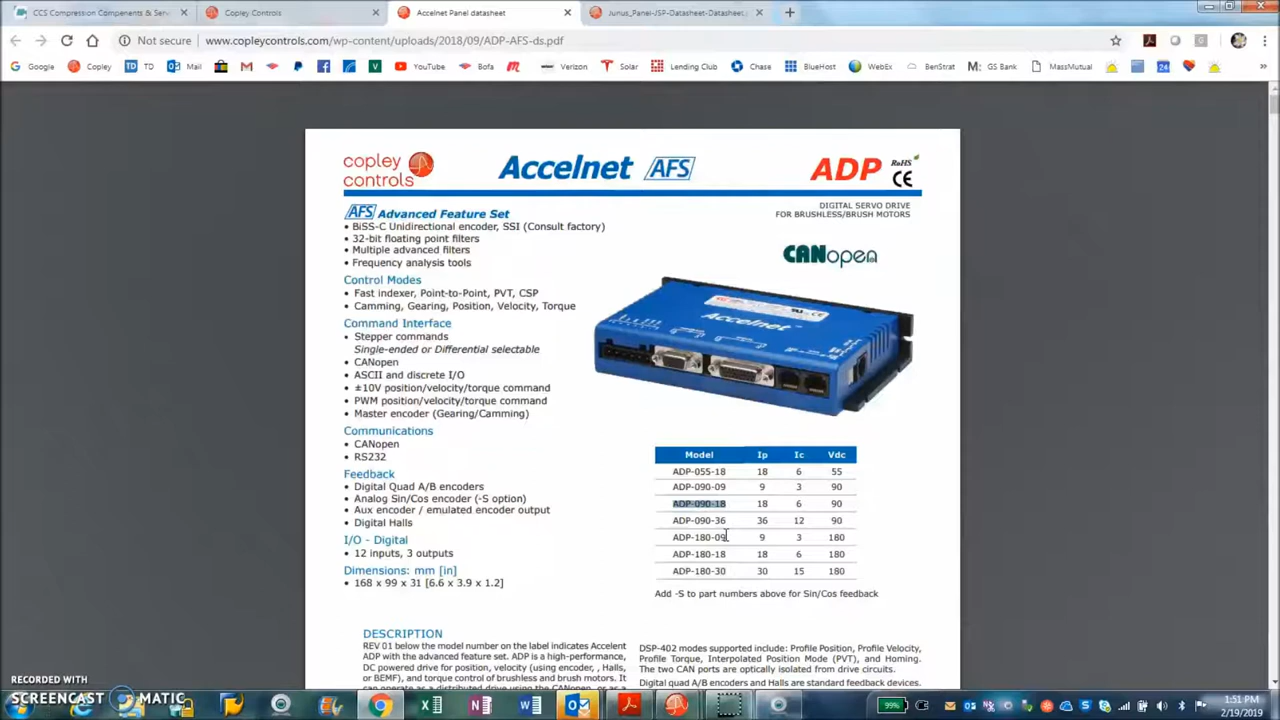 CCS Compression Components & Serv
Copley Controls
Accelnet Panel datasheet
Junus_Panel-JSP-Datasheet-Datasheet.
Not secure
www.copleycontrols.com/wp-content/uploads/2018/09/ADP-AFS-ds.pdf
Google
Copley
TD
Mail
YouTube
Bofa
Verizon
Solar
Lending Club
Chase
BlueHost
WebEx
BenStrat
GS Bank
MassMutual
copley
controls
Accelnet AFS
ADP
RoHS
CE
DIGITAL SERVO DRIVE
FOR BRUSHLESS/BRUSH MOTORS
CANopen
AFS Advanced Feature Set
• BiSS-C Unidirectional encoder, SSI (Consult factory)
• 32-bit floating point filters
• Multiple advanced filters
• Frequency analysis tools
Control Modes
• Fast indexer, Point-to-Point, PVT, CSP
• Camming, Gearing, Position, Velocity, Torque
Command Interface
• Stepper commands
Single-ended or Differential selectable
• CANopen
• ASCII and discrete I/O
• ±10V position/velocity/torque command
• PWM position/velocity/torque command
• Master encoder (Gearing/Camming)
Communications
• CANopen
• RS232
Feedback
• Digital Quad A/B encoders
• Analog Sin/Cos encoder (-S option)
• Aux encoder / emulated encoder output
• Digital Halls
I/O - Digital
• 12 inputs, 3 outputs
Dimensions: mm [in]
• 168 x 99 x 31 [6.6 x 3.9 x 1.2]
Accelnet
Model Ip Ic Vdc
ADP-055-18 18 6 55
ADP-090-09 9 3 90
ADP-090-18 18 6 90
ADP-090-36 36 12 90
ADP-180-09 9 3 180
ADP-180-18 18 6 180
ADP-180-30 30 15 180
Add -S to part numbers above for Sin/Cos feedback
DESCRIPTION
REV 01 below the model number on the label indicates Accelent
ADP with the advanced feature set. ADP is a high-performance,
DC powered drive for position, velocity (using encoder, , Halls,
or BEMF), and torque control of brushless and brush motors. It
can operate as a distributed drive using the CANopen, or as a
DSP-402 modes supported include: Profile Position, Profile Velocity,
Profile Torque, Interpolated Position Mode (PVT), and Homing.
The two CAN ports are optically isolated from drive circuits.
Digital quad A/B encoders and Halls are standard feedback devices.
RECORDED WITH
SCREENCAST MATIC
99%
1:51 PM
2/19/2019